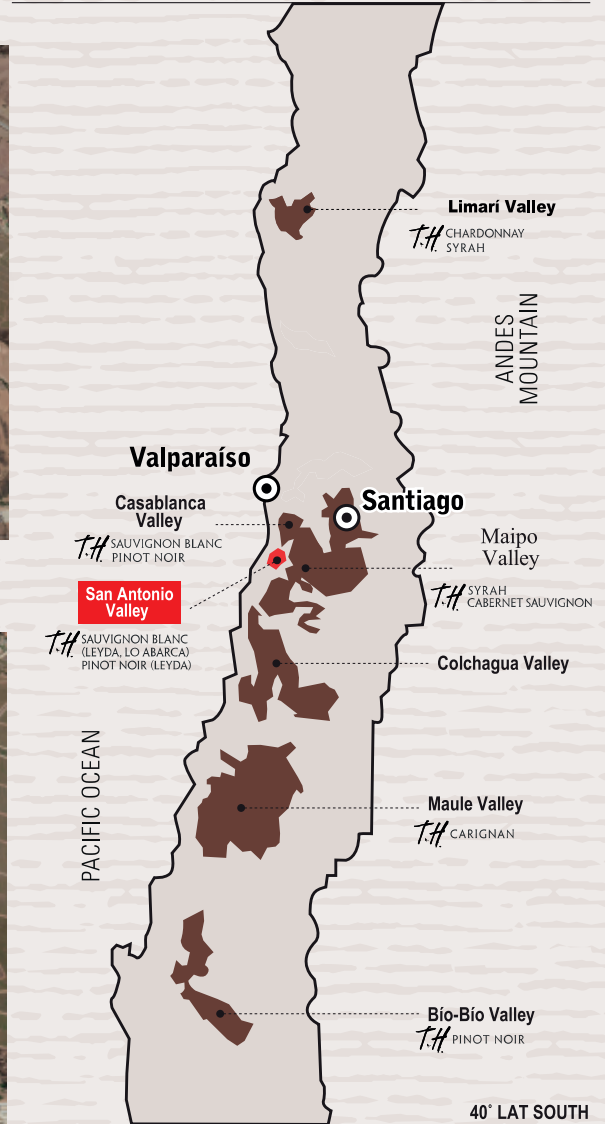 Limarí Valley
T.H. CHARDONNAY
SYRAH
ANDES
MOUNTAIN
Valparaíso
Santiago
Casablanca
Valley
T.H. SAUVIGNON BLANC
PINOT NOIR
Maipo
Valley
T.H. SYRAH
CABERNET SAUVIGNON
San Antonio
Valley
T.H. SAUVIGNON BLANC
(LEYDA, LO ABARCA)
PINOT NOIR (LEYDA)
Colchagua Valley
PACIFIC OCEAN
Maule Valley
T.H. CARIGNAN
Bío-Bío Valley
T.H. PINOT NOIR
40° LAT SOUTH